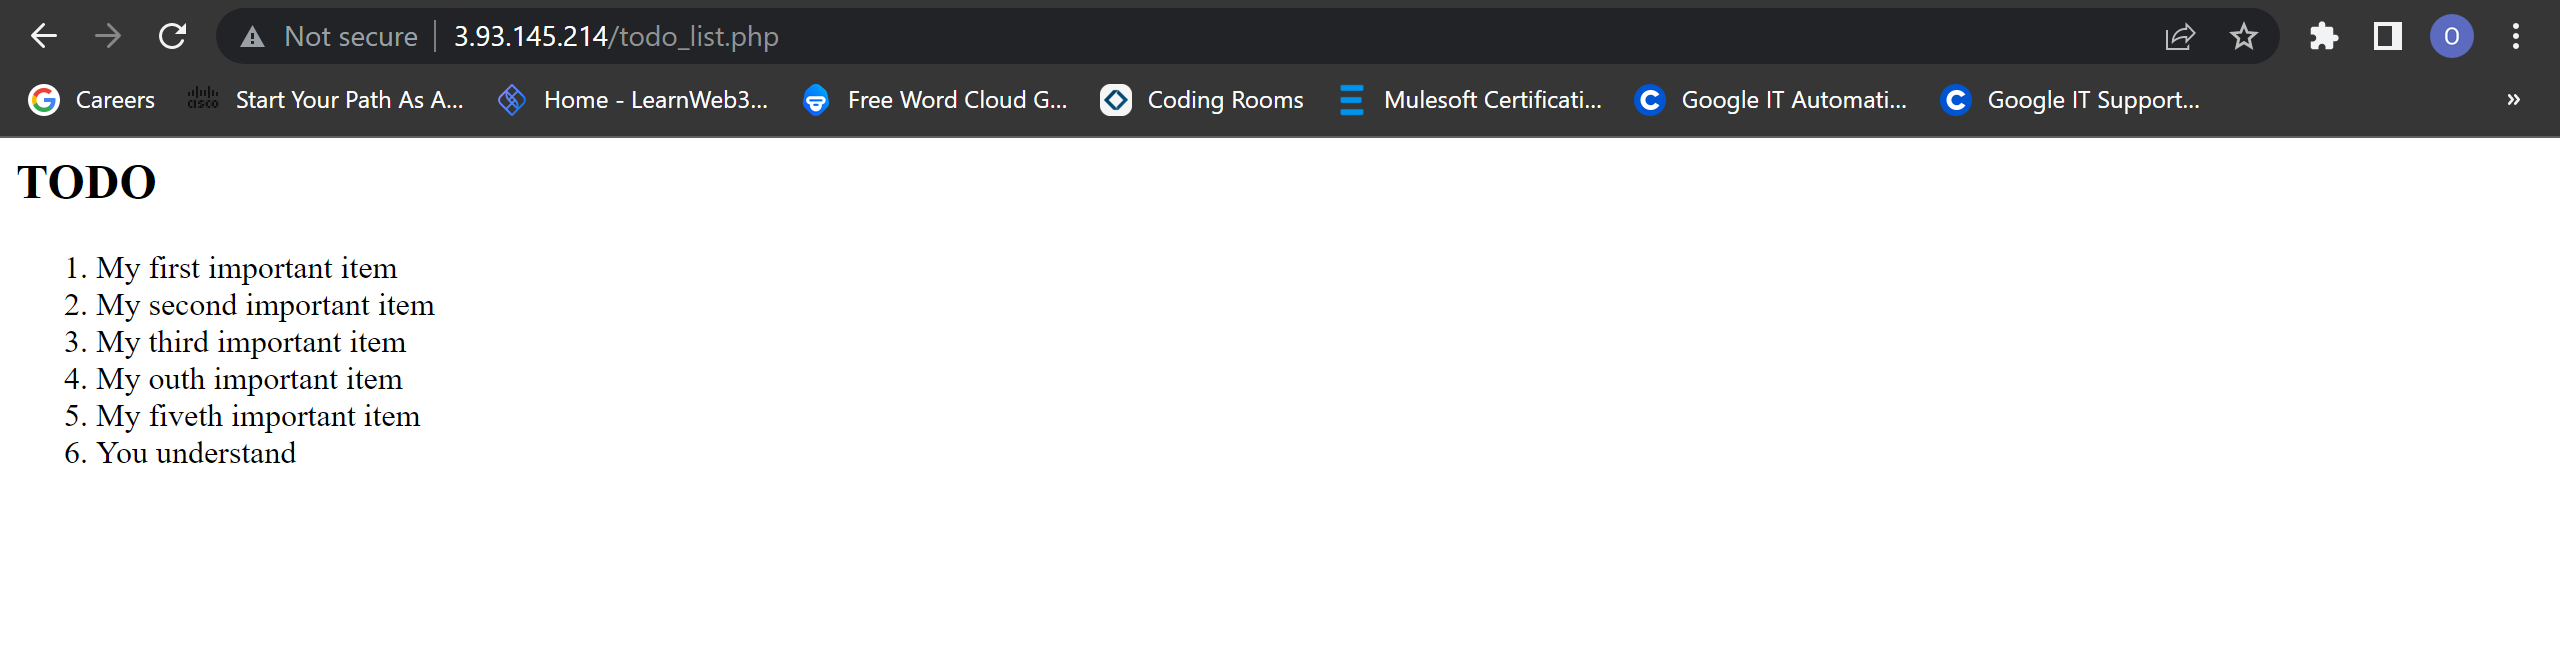 Not secure 3.93.145.214/todo_list.php O
Careers CISCO Start Your Path As A... Home - LearnWeb3... Free Word Cloud G... Coding Rooms Mulesoft Certificati... Google IT Automati... Google IT Support... »
TODO
1. My first important item
2. My second important item
3. My third important item
4. My outh important item
5. My fiveth important item
6. You understand